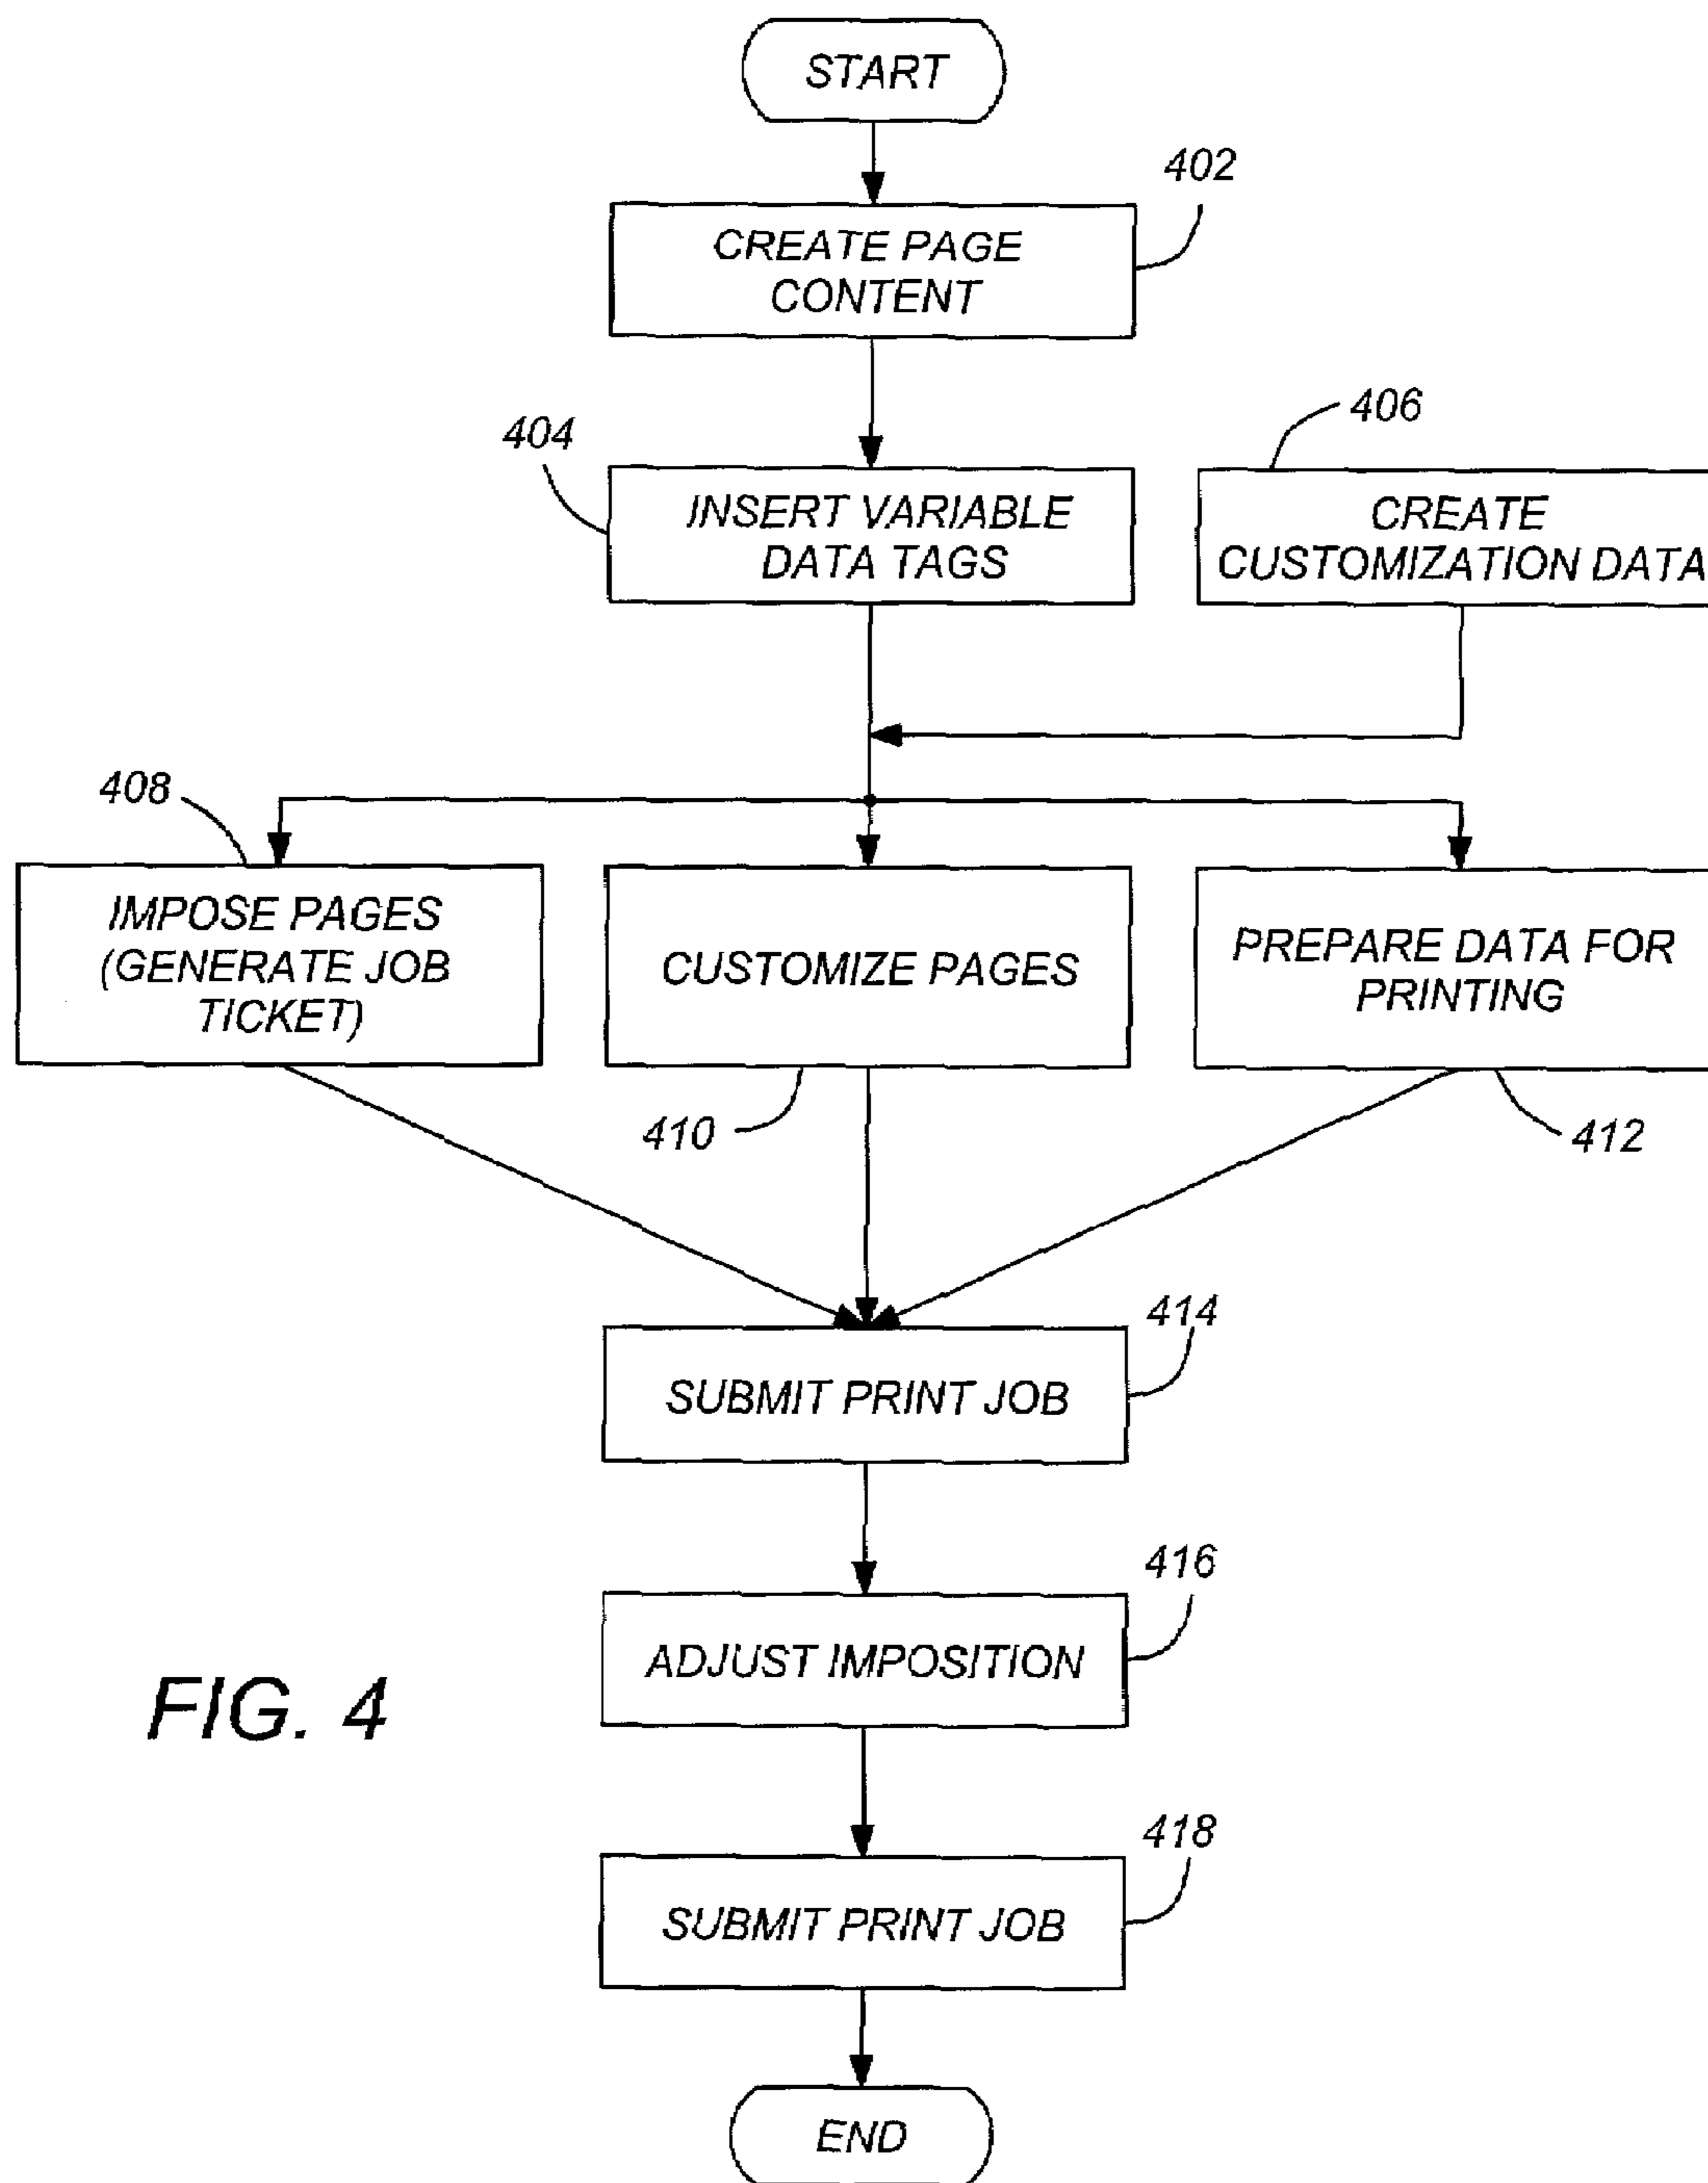 START
402
CREATE PAGE
CONTENT
404
406
INSERT VARIABLE
DATA TAGS
CREATE
CUSTOMIZATION DATA
408
IMPOSE PAGES
(GENERATE JOB
TICKET)
CUSTOMIZE PAGES
PREPARE DATA FOR
PRINTING
410
412
414
SUBMIT PRINT JOB
416
ADJUST IMPOSITION
FIG. 4
418
SUBMIT PRINT JOB
END